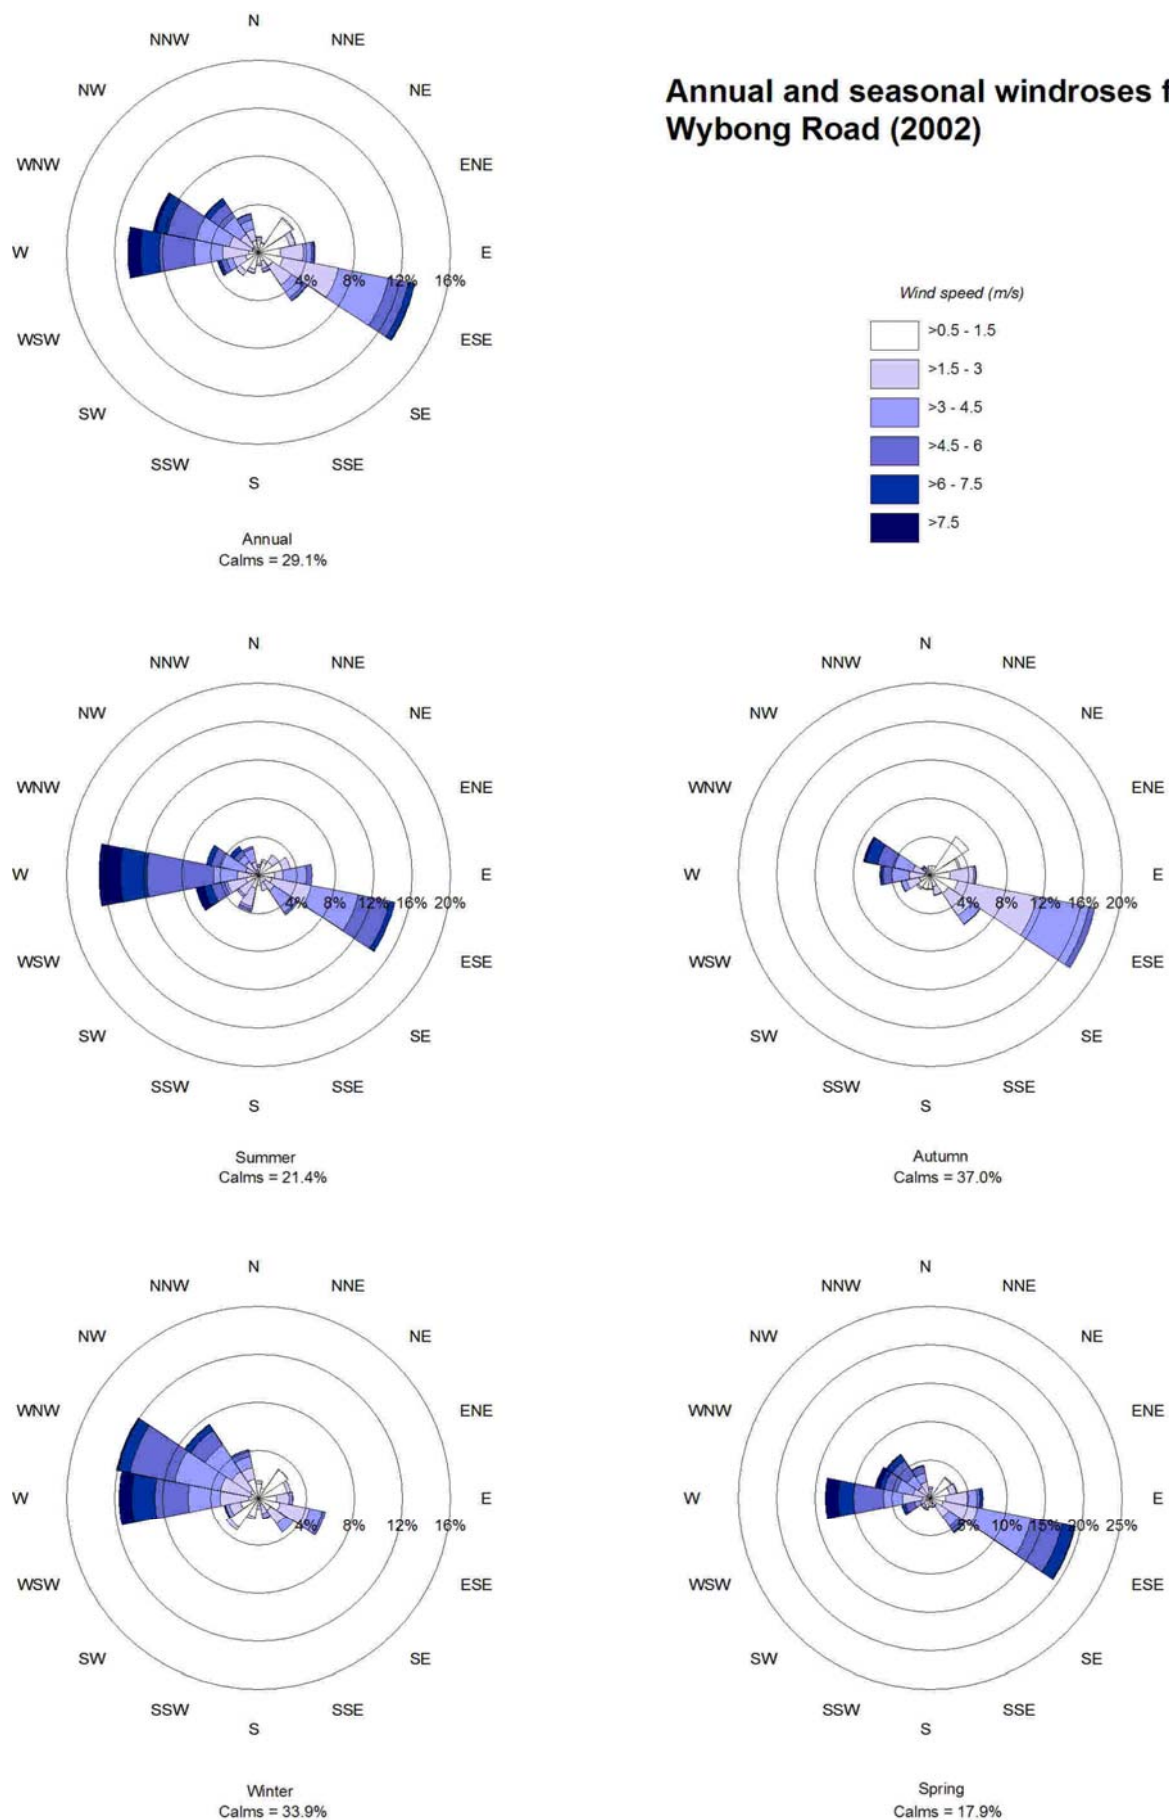 Annual and seasonal windroses f
Wybong Road (2002)
N
NNW NNE
NW NE
WNW ENE
W E
4% 8% 12% 16%
WSW ESE
SW SE
SSW SSE
S
Annual
Calms = 29.1%
Wind speed (m/s)
>0.5 - 1.5
>1.5 - 3
>3 - 4.5
>4.5 - 6
>6 - 7.5
>7.5
N
NNW NNE
NW NE
WNW ENE
W E
4% 8% 12% 16% 20%
WSW ESE
SW SE
SSW SSE
S
Summer
Calms = 21.4%
N
NNW NNE
NW NE
WNW ENE
W E
4% 8% 12% 16% 20%
WSW ESE
SW SE
SSW SSE
S
Autumn
Calms = 37.0%
N
NNW NNE
NW NE
WNW ENE
W E
4% 8% 12% 16%
WSW ESE
SW SE
SSW SSE
S
Winter
Calms = 33.9%
N
NNW NNE
NW NE
WNW ENE
W E
5% 10% 15% 20% 25%
WSW ESE
SW SE
SSW SSE
S
Spring
Calms = 17.9%